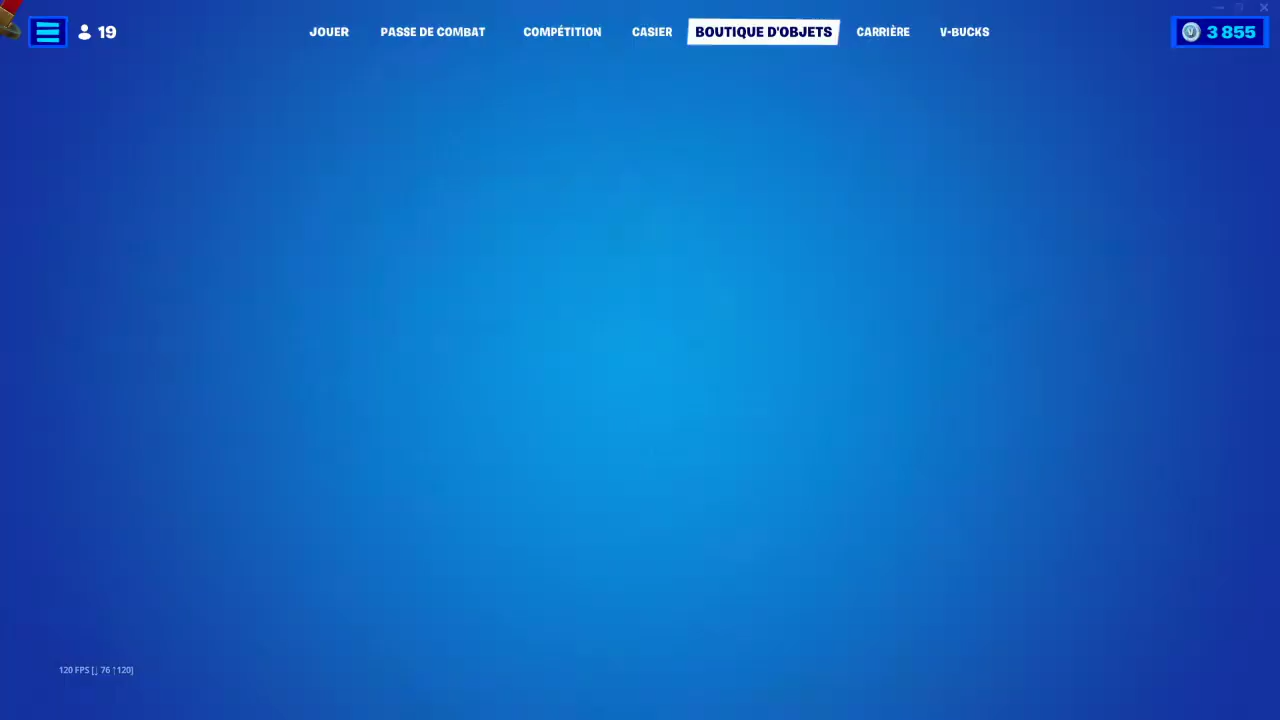 19
JOUER
PASSE DE COMBAT
COMPÉTITION
CASIER
BOUTIQUE D'OBJETS
CARRIÈRE
V-BUCKS
3 855
120 FPS [↓ 76 ↑120]